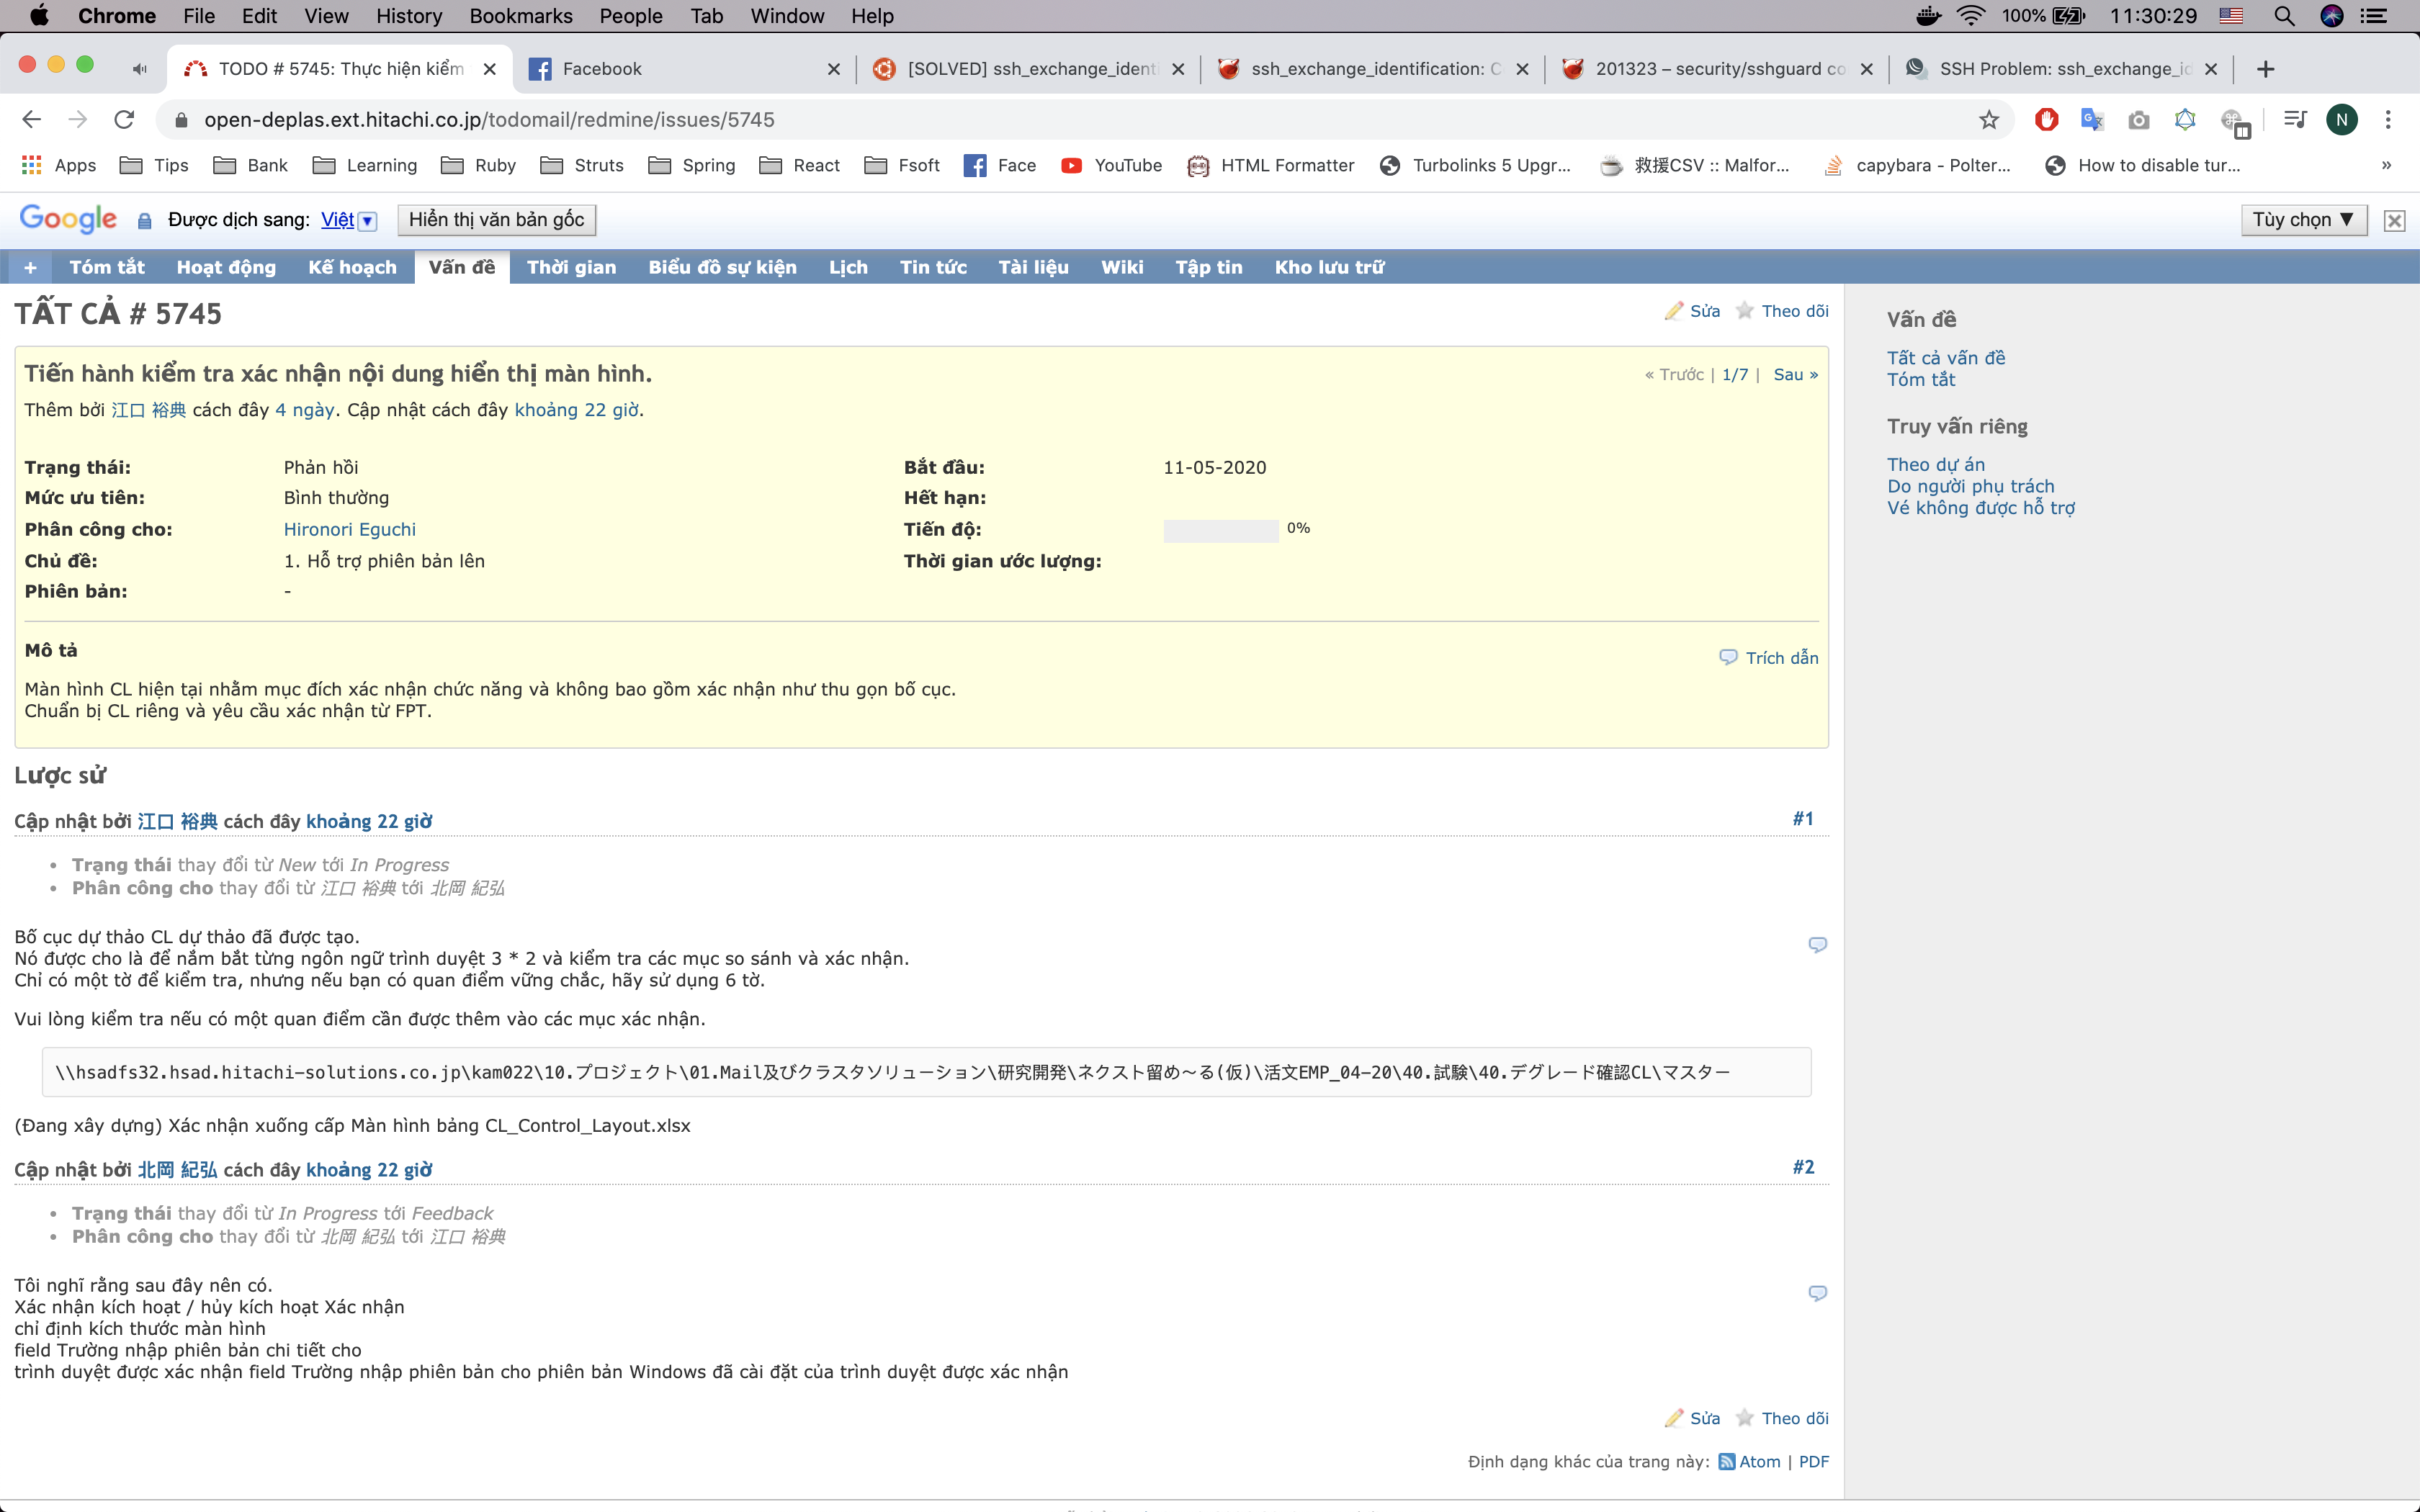 Chrome File Edit View History Bookmarks People Tab Window Help 100% 11:30:29
TODO # 5745: Thực hiện kiểm Facebook [SOLVED] ssh_exchange_identi ssh_exchange_identification: C 201323 – security/sshguard co SSH Problem: ssh_exchange_id
open-deplas.ext.hitachi.co.jp/todomail/redmine/issues/5745 N
Apps Tips Bank Learning Ruby Struts Spring React Fsoft Face YouTube HTML Formatter Turbolinks 5 Upgr... 救援CSV :: Malfor... capybara - Polter... How to disable tur... »
Google Được dịch sang: Việt ▼ Hiển thị văn bản gốc Tùy chọn ▼
+ Tóm tắt Hoạt động Kế hoạch Vấn đề Thời gian Biểu đồ sự kiện Lịch Tin tức Tài liệu Wiki Tập tin Kho lưu trữ
TẤT CẢ # 5745 Sửa Theo dõi
Tiến hành kiểm tra xác nhận nội dung hiển thị màn hình. « Trước | 1/7 | Sau »
Thêm bởi 江口 裕典 cách đây 4 ngày. Cập nhật cách đây khoảng 22 giờ.
Trạng thái: Phản hồi Bắt đầu: 11-05-2020
Mức ưu tiên: Bình thường Hết hạn:
Phân công cho: Hironori Eguchi Tiến độ: 0%
Chủ đề: 1. Hỗ trợ phiên bản lên Thời gian ước lượng:
Phiên bản: -
Mô tả Trích dẫn
Màn hình CL hiện tại nhằm mục đích xác nhận chức năng và không bao gồm xác nhận như thu gọn bố cục.
Chuẩn bị CL riêng và yêu cầu xác nhận từ FPT.
Lược sử
Cập nhật bởi 江口 裕典 cách đây khoảng 22 giờ #1
• Trạng thái thay đổi từ New tới In Progress
• Phân công cho thay đổi từ 江口 裕典 tới 北岡 紀弘
Bố cục dự thảo CL dự thảo đã được tạo.
Nó được cho là để nắm bắt từng ngôn ngữ trình duyệt 3 * 2 và kiểm tra các mục so sánh và xác nhận.
Chỉ có một tờ để kiểm tra, nhưng nếu bạn có quan điểm vững chắc, hãy sử dụng 6 tờ.
Vui lòng kiểm tra nếu có một quan điểm cần được thêm vào các mục xác nhận.
\\hsadfs32.hsad.hitachi-solutions.co.jp\kam022\10.プロジェクト\01.Mail及びクラスタソリューション\研究開発\ネクスト留め～る(仮)\活文EMP_04-20\40.試験\40.デグレード確認CL\マスター
(Đang xây dựng) Xác nhận xuống cấp Màn hình bảng CL_Control_Layout.xlsx
Cập nhật bởi 北岡 紀弘 cách đây khoảng 22 giờ #2
• Trạng thái thay đổi từ In Progress tới Feedback
• Phân công cho thay đổi từ 北岡 紀弘 tới 江口 裕典
Tôi nghĩ rằng sau đây nên có.
Xác nhận kích hoạt / hủy kích hoạt Xác nhận
chỉ định kích thước màn hình
field Trường nhập phiên bản chi tiết cho
trình duyệt được xác nhận field Trường nhập phiên bản cho phiên bản Windows đã cài đặt của trình duyệt được xác nhận
Sửa Theo dõi
Định dạng khác của trang này: Atom | PDF
Vấn đề
Tất cả vấn đề
Tóm tắt
Truy vấn riêng
Theo dự án
Do người phụ trách
Vé không được hỗ trợ